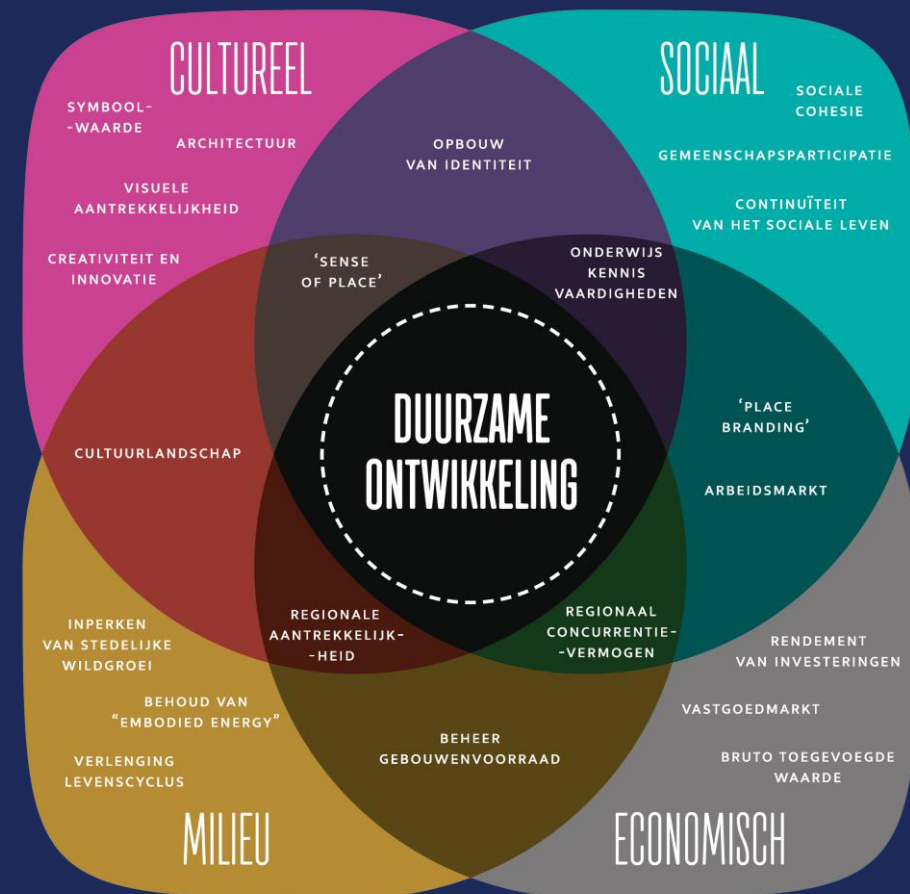 CULTUREEL
SOCIAAL
SYMBOOL-
-WAARDE
ARCHITECTUUR
VISUELE
AANTREKKELIJKHEID
CREATIVITEIT EN
INNOVATIE
OPBOUW
VAN IDENTITEIT
SOCIALE
COHESIE
GEMEENSCHAPSPARTICIPATIE
CONTINUÏTEIT
VAN HET SOCIALE LEVEN
‘SENSE
OF PLACE’
ONDERWIJS
KENNIS
VAARDIGHEDEN
CULTUURLANDSCHAP
DUURZAME
ONTWIKKELING
‘PLACE
BRANDING’
ARBEIDSMARKT
REGIONALE
AANTREKKELIJK-
-HEID
REGIONAAL
CONCURRENTIE-
-VERMOGEN
INPERKEN
VAN STEDELIJKE
WILDGROEI
BEHOUD VAN
“EMBODIED ENERGY”
VERLENGING
LEVENSCYCLUS
BEHEER
GEBOUWENVOORRAAD
RENDEMENT
VAN INVESTERINGEN
VASTGOEDMARKT
BRUTO TOEGEVOEGDE
WAARDE
MILIEU
ECONOMISCH